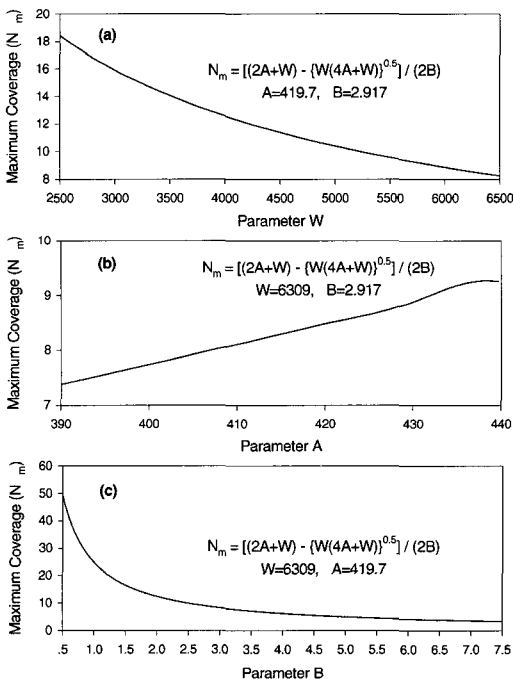 (a)
N_m = [(2A+W) - {W(4A+W)}^0.5] / (2B)
A=419.7, B=2.917
Maximum Coverage (N_m)
20
18
16
14
12
10
8
2500 3000 3500 4000 4500 5000 5500 6000 6500
Parameter W
(b)
N_m = [(2A+W) - {W(4A+W)}^0.5] / (2B)
W=6309, B=2.917
Maximum Coverage (N_m)
10
9
8
7
390 400 410 420 430 440
Parameter A
(c)
N_m = [(2A+W) - {W(4A+W)}^0.5] / (2B)
W=6309, A=419.7
Maximum Coverage (N_m)
60
50
40
30
20
10
0
.5 1.0 1.5 2.0 2.5 3.0 3.5 4.0 4.5 5.0 5.5 6.0 6.5 7.0 7.5
Parameter B